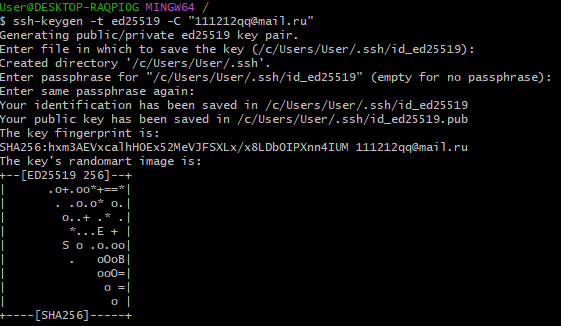 User@DESKTOP-RAQPIOG MINGW64 /
$ ssh-keygen -t ed25519 -C "111212qq@mail.ru"
Generating public/private ed25519 key pair.
Enter file in which to save the key (/c/Users/User/.ssh/id_ed25519):
Created directory '/c/Users/User/.ssh'.
Enter passphrase for "/c/Users/User/.ssh/id_ed25519" (empty for no passphrase):
Enter same passphrase again:
Your identification has been saved in /c/Users/User/.ssh/id_ed25519
Your public key has been saved in /c/Users/User/.ssh/id_ed25519.pub
The key fingerprint is:
SHA256:hxm3AEVxcalhHOEx52MeVJFSXLx/x8LDbOIPXnn4IUM 111212qq@mail.ru
The key's randomart image is:
+--[ED25519 256]--+
|      .o+.oo*+==*|
|       . .o.o* o.|
|        o..+ .* .|
|         *...E + |
|        S o .o.oo|
|         .   oOoB|
|             ooO=|
|              o =|
|               o |
+----[SHA256]-----+